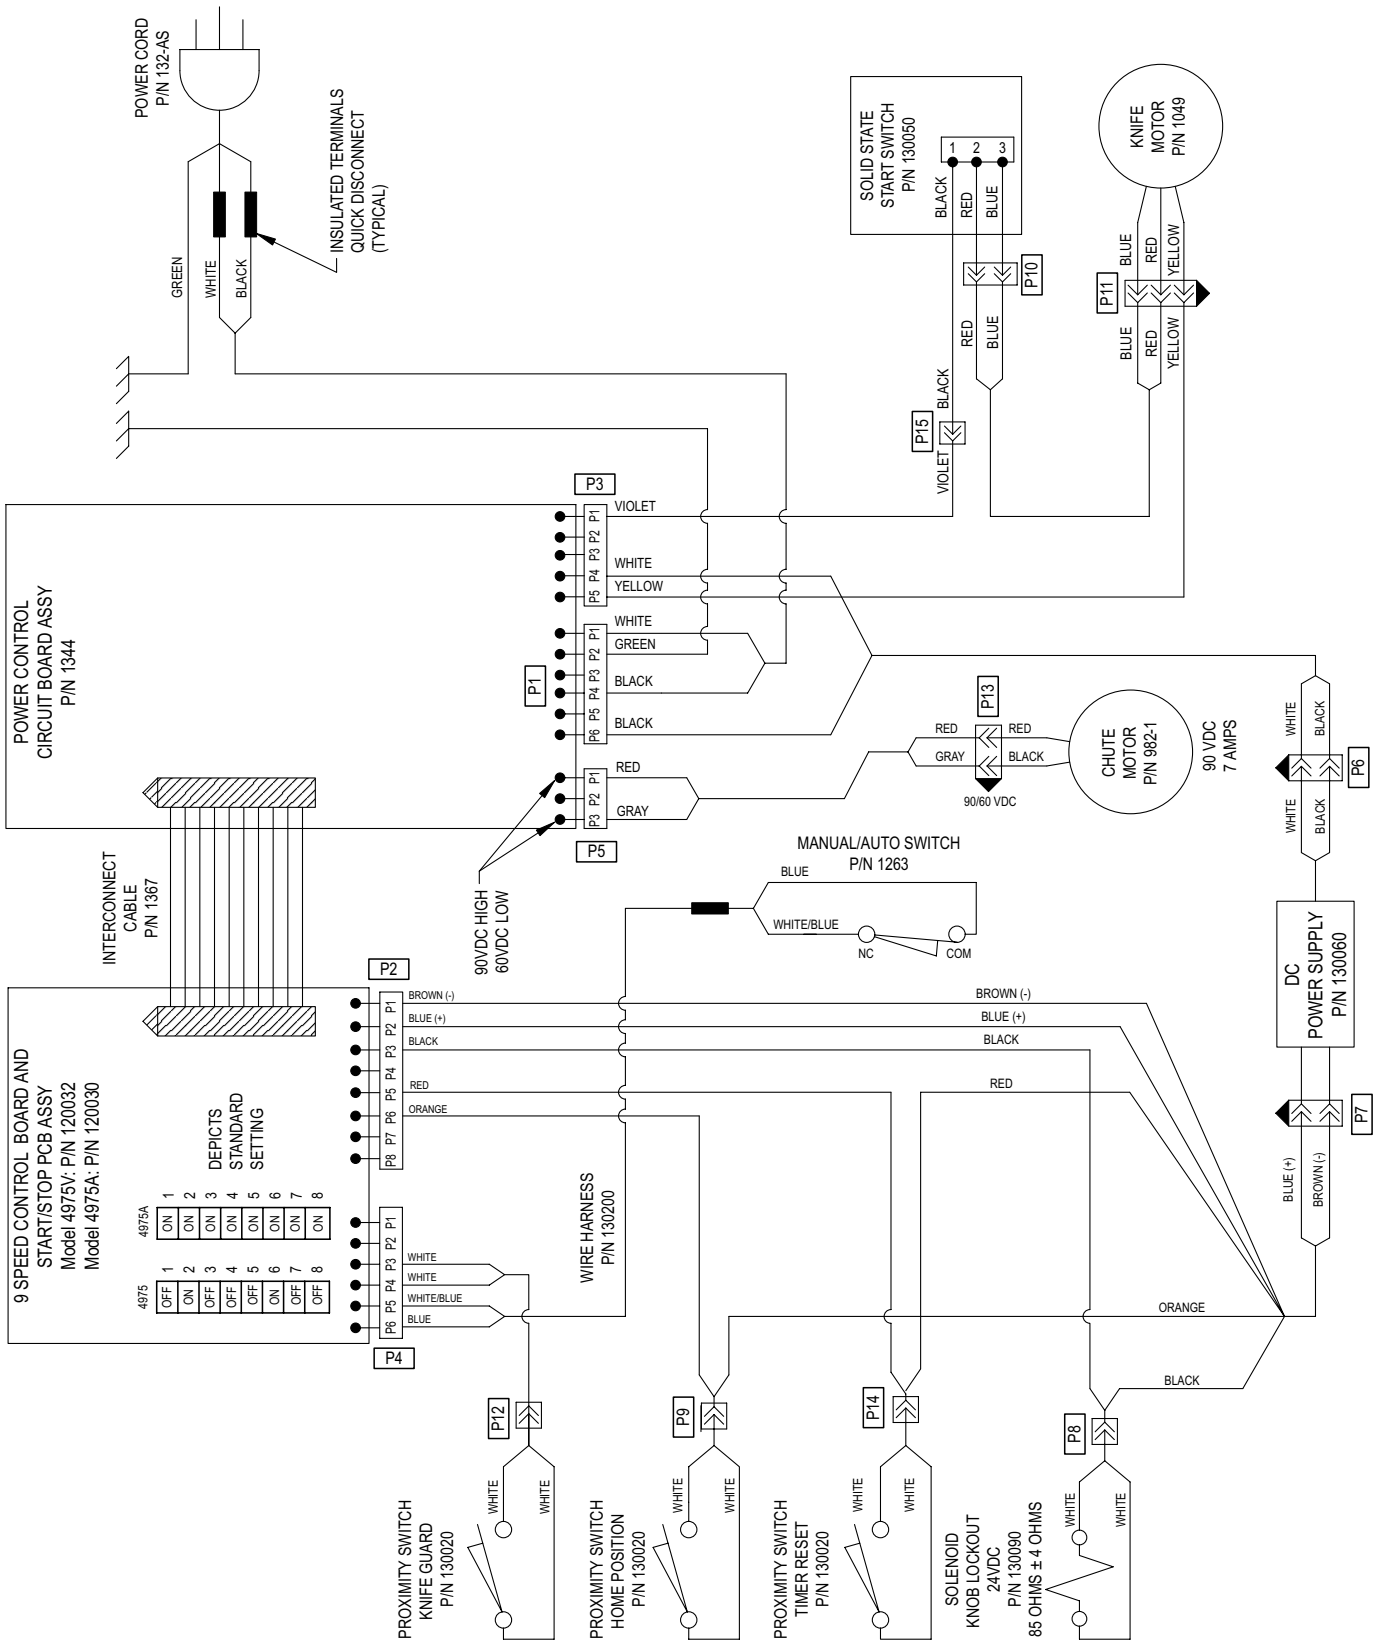 POWER CORD
P/N 132-AS
INSULATED TERMINALS
QUICK DISCONNECT
(TYPICAL)
GREEN
WHITE
BLACK
SOLID STATE
START SWITCH
P/N 130050
1
2
3
BLACK
RED
BLUE
P10
RED
BLUE
BLACK
P15
VIOLET
KNIFE
MOTOR
P/N 1049
BLUE
RED
YELLOW
P11
BLUE
RED
YELLOW
POWER CONTROL
CIRCUIT BOARD ASSY
P/N 1344
P3
P1
P2
P3
P4
P5
VIOLET
WHITE
YELLOW
P1
P1
P2
P3
P4
P5
P6
WHITE
GREEN
BLACK
BLACK
P5
P1
P2
P3
RED
GRAY
90VDC HIGH
60VDC LOW
P13
RED
GRAY
RED
BLACK
90/60 VDC
CHUTE
MOTOR
P/N 982-1
90 VDC
7 AMPS
WHITE
BLACK
P6
WHITE
BLACK
DC
POWER SUPPLY
P/N 130060
P7
BLUE (+)
BROWN (-)
INTERCONNECT
CABLE
P/N 1367
MANUAL/AUTO SWITCH
P/N 1263
BLUE
WHITE/BLUE
NC
COM
9 SPEED CONTROL BOARD AND
START/STOP PCB ASSY
Model 4975V: P/N 120032
Model 4975A: P/N 120030
DEPICTS
STANDARD
SETTING
4975A
ON 1
ON 2
ON 3
ON 4
ON 5
ON 6
ON 7
ON 8
4975
OFF 1
ON 2
OFF 3
OFF 4
OFF 5
ON 6
OFF 7
OFF 8
P2
P1
P2
P3
P4
P5
P6
P7
P8
BROWN (-)
BLUE (+)
BLACK
RED
ORANGE
BROWN (-)
BLUE (+)
BLACK
RED
P4
P1
P2
P3
P4
P5
P6
WHITE
WHITE
WHITE/BLUE
BLUE
WIRE HARNESS
P/N 130200
ORANGE
BLACK
P12
PROXIMITY SWITCH
KNIFE GUARD
P/N 130020
WHITE
WHITE
P9
PROXIMITY SWITCH
HOME POSITION
P/N 130020
WHITE
WHITE
P14
PROXIMITY SWITCH
TIMER RESET
P/N 130020
WHITE
WHITE
P8
SOLENOID
KNOB LOCKOUT
24VDC
P/N 130090
85 OHMS ± 4 OHMS
WHITE
WHITE